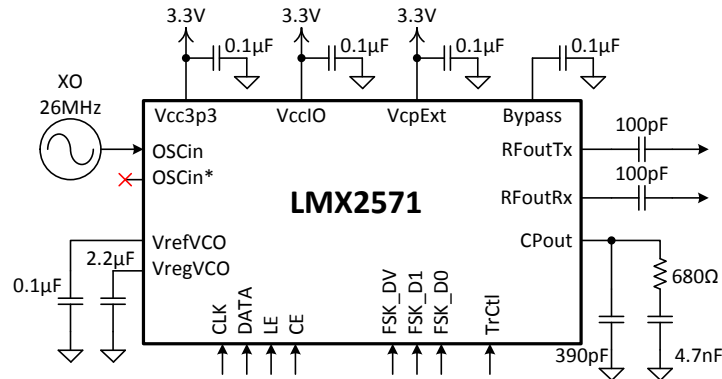 3.3V 3.3V 3.3V
0.1µF 0.1µF 0.1µF 0.1µF
XO
26MHz
Vcc3p3 VccIO VcpExt Bypass
100pF
OSCin RFoutTx
OSCin* 100pF
LMX2571 RFoutRx
VrefVCO CPout
2.2µF VregVCO
0.1µF 680Ω
CLK DATA LE CE FSK_DV FSK_D1 FSK_D0 TrCtl
390pF 4.7nF